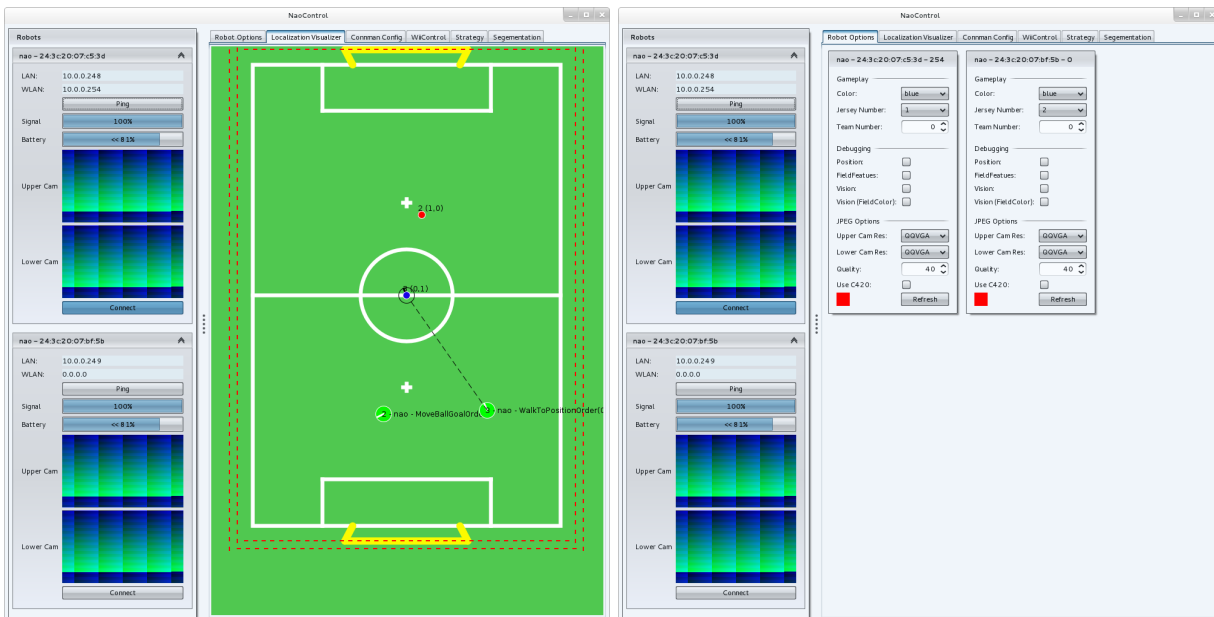 NaoControl
Robots
nao - 24:3c:20:07:c5:3d
LAN: 10.0.0.248
WLAN: 10.0.0.254
Ping
Signal 100%
Battery << 81%
Upper Cam
Lower Cam
Connect
nao - 24:3c:20:07:bf:5b
LAN: 10.0.0.249
WLAN: 0.0.0.0
Ping
Signal 100%
Battery << 81%
Upper Cam
Lower Cam
Connect
Robot Options Localization Visualizer Connman Config WiiControl Strategy Segementation
2 (1,0)
(0,1)
2 - nao - MoveBallGoalOrde
3 - nao - WalkToPositionOrder(
NaoControl
Robots
nao - 24:3c:20:07:c5:3d
LAN: 10.0.0.248
WLAN: 10.0.0.254
Ping
Signal 100%
Battery << 81%
Upper Cam
Lower Cam
Connect
nao - 24:3c:20:07:bf:5b
LAN: 10.0.0.249
WLAN: 0.0.0.0
Ping
Signal 100%
Battery << 81%
Upper Cam
Lower Cam
Connect
Robot Options Localization Visualizer Connman Config WiiControl Strategy Segementation
nao - 24:3c:20:07:c5:3d - 254
Gameplay
Color: blue
Jersey Number: 1
Team Number: 0
Debugging
Position:
FieldFeatues:
Vision:
Vision (FieldColor):
JPEG Options
Upper Cam Res: QQVGA
Lower Cam Res: QQVGA
Quality: 40
Use C420:
Refresh
nao - 24:3c:20:07:bf:5b - 0
Gameplay
Color: blue
Jersey Number: 2
Team Number: 0
Debugging
Position:
FieldFeatues:
Vision:
Vision (FieldColor):
JPEG Options
Upper Cam Res: QQVGA
Lower Cam Res: QQVGA
Quality: 40
Use C420:
Refresh